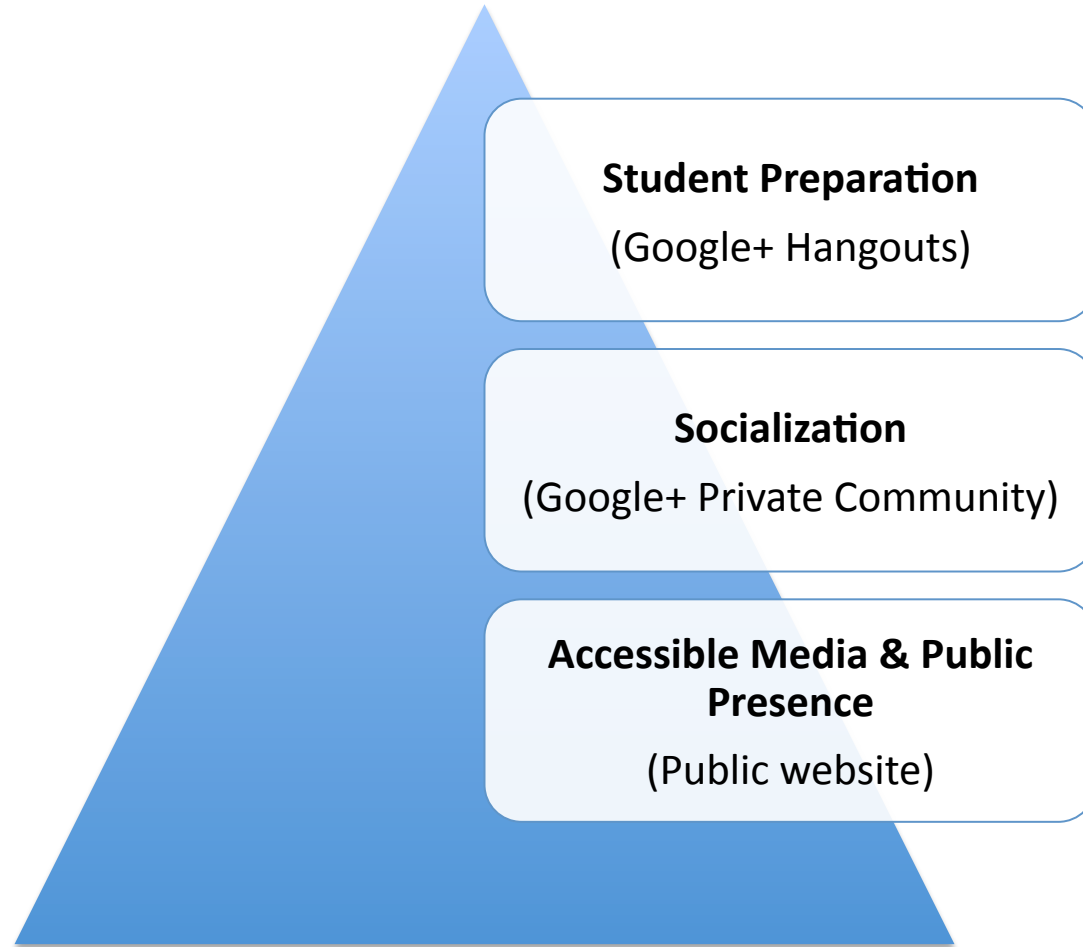 Student Preparation
(Google+ Hangouts)
Socialization
(Google+ Private Community)
Accessible Media & Public
Presence
(Public website)